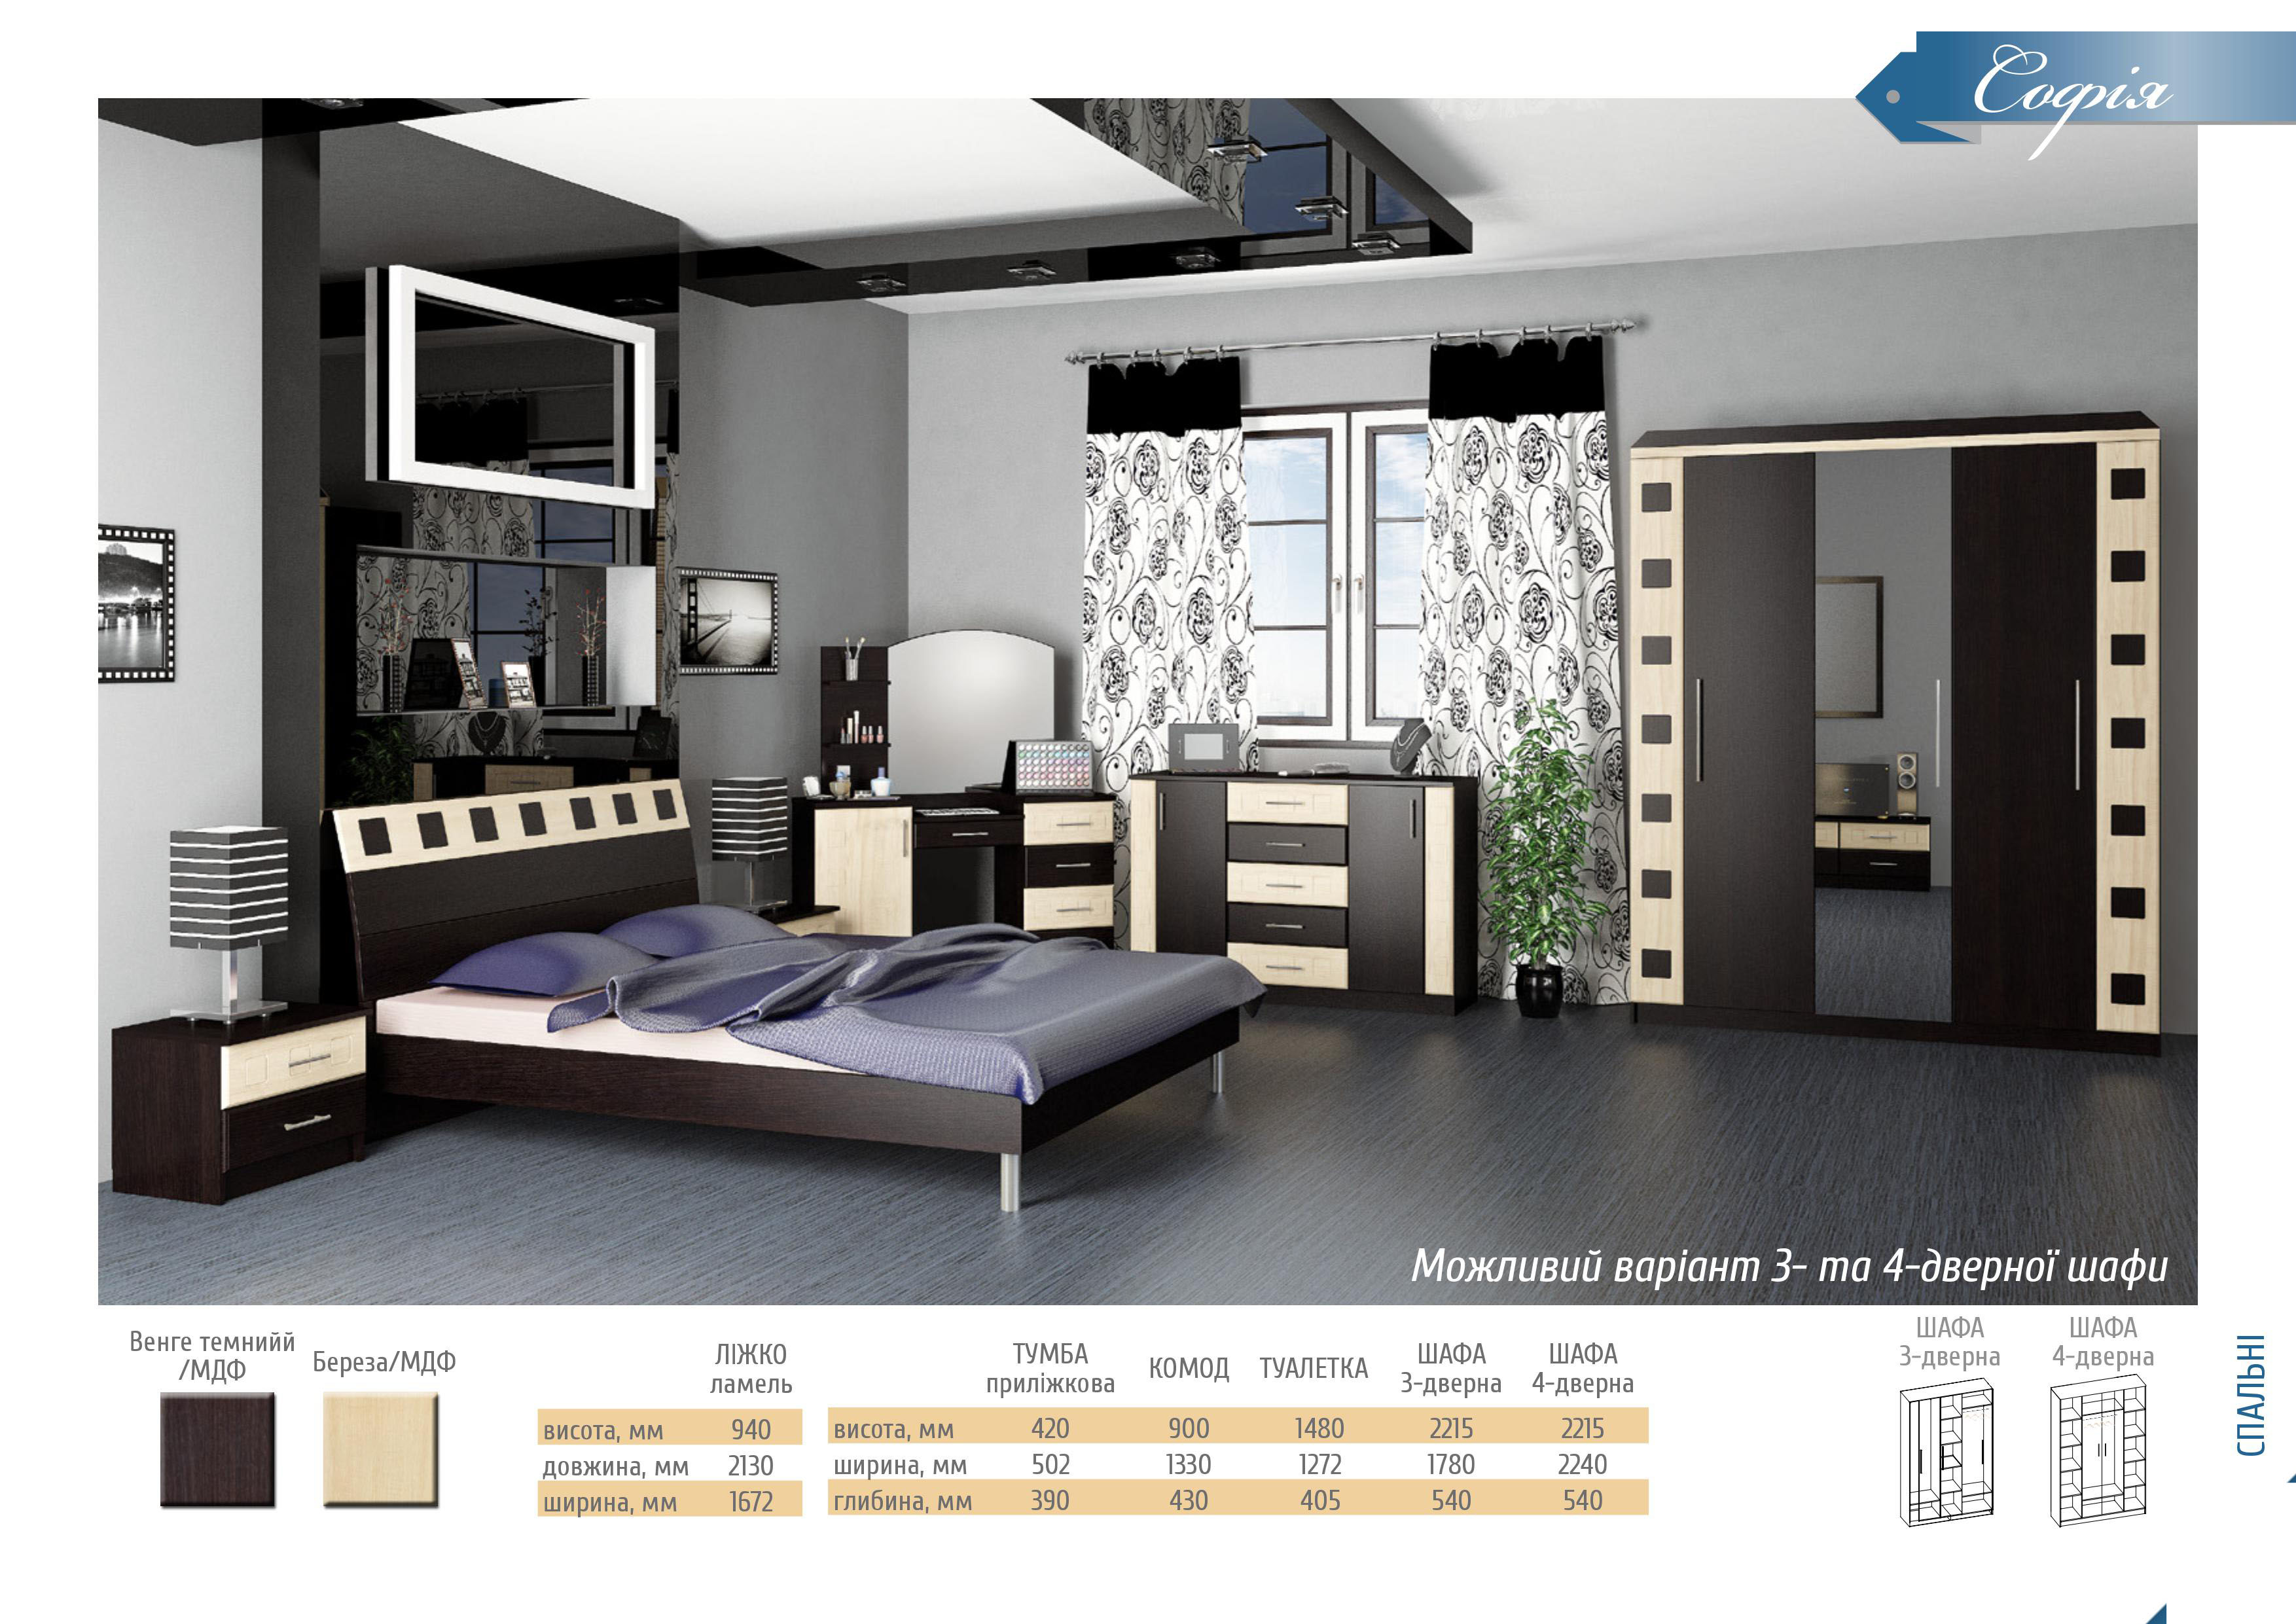 Софія
Можливий варіант 3- та 4-дверної шафи
Венге темнийй
/МДФ
Береза/МДФ
ЛІЖКО
ламель
висота, мм 940
довжина, мм 2130
ширина, мм 1672
ТУМБА
приліжкова
КОМОД
ТУАЛЕТКА
ШАФА
3-дверна
ШАФА
4-дверна
висота, мм 420 900 1480 2215 2215
ширина, мм 502 1330 1272 1780 2240
глибина, мм 390 430 405 540 540
ШАФА
3-дверна
ШАФА
4-дверна
СПАЛЬНІ